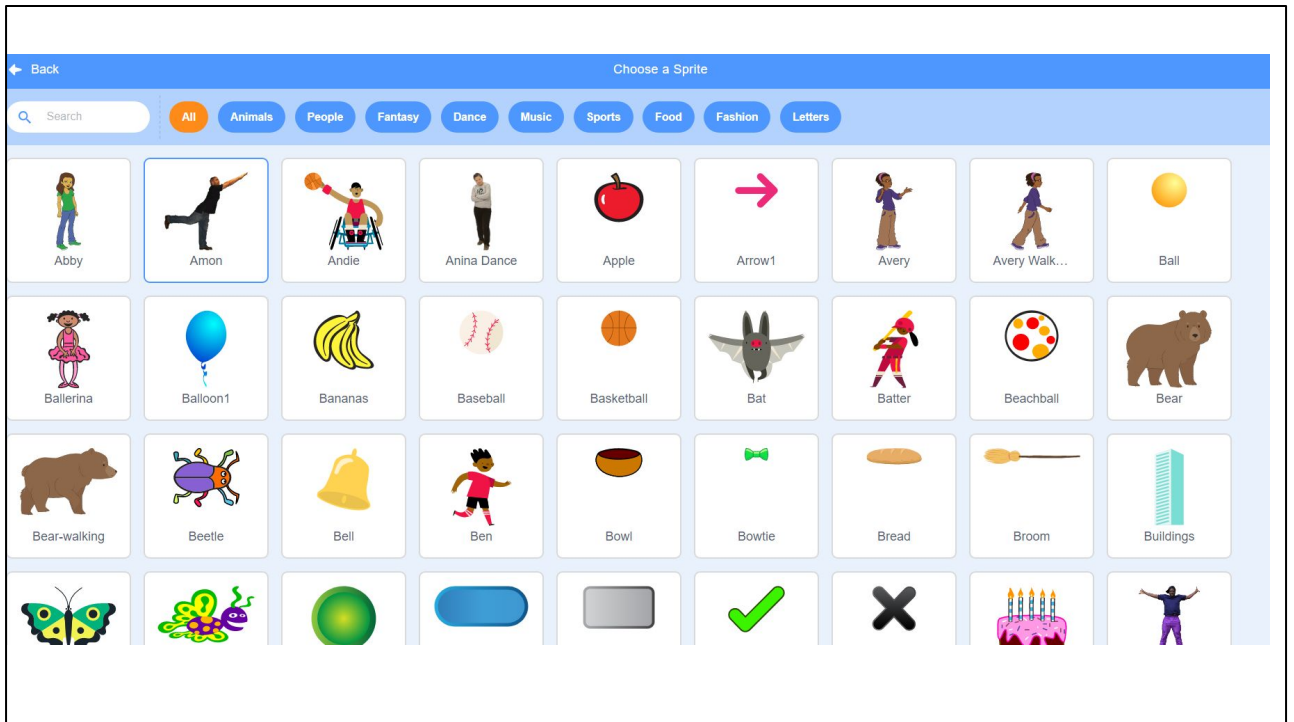 Back
Choose a Sprite
Search
All Animals People Fantasy Dance Music Sports Food Fashion Letters
Abby Amon Andie Anina Dance Apple Arrow1 Avery Avery Walk... Ball
Ballerina Balloon1 Bananas Baseball Basketball Bat Batter Beachball Bear
Bear-walking Beetle Bell Ben Bowl Bowtie Bread Broom Buildings